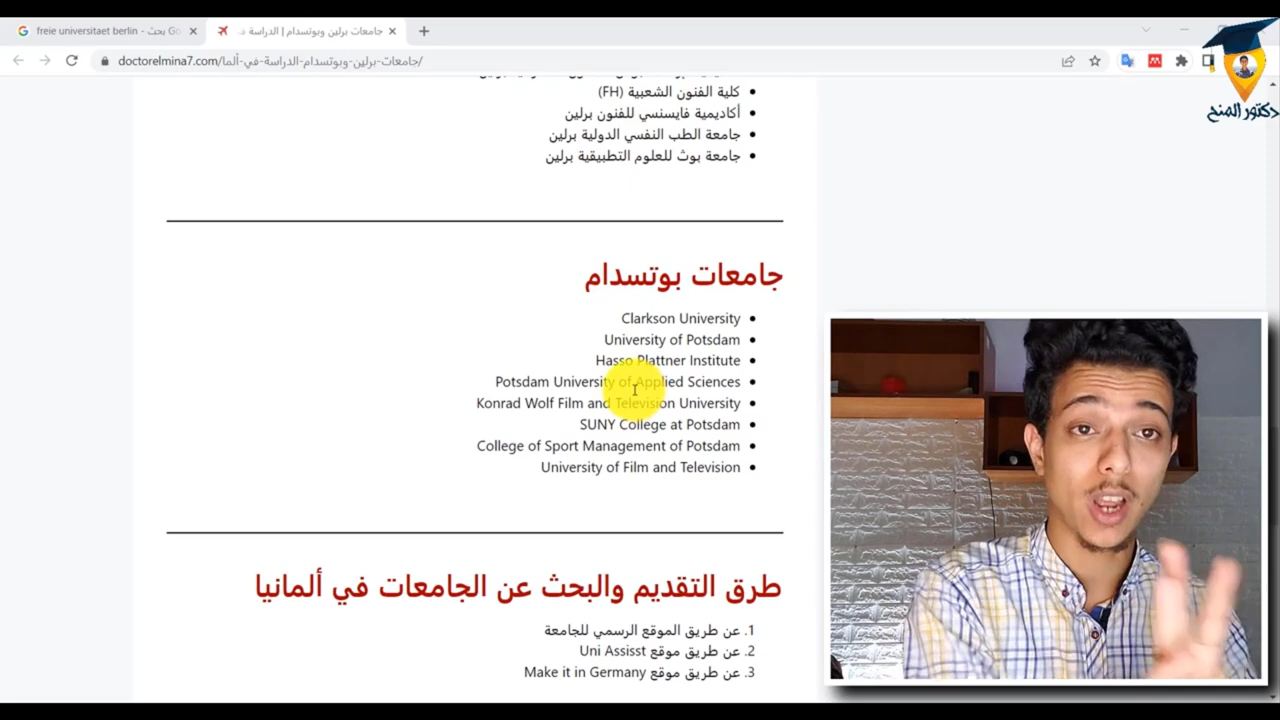 freie universitaet berlin - بحث Go
جامعات برلين وبوتسدام | الدراسة د
doctorelmina7.com/جامعات-برلين-وبوتسدام-الدراسة-في-ألما/
دكتور المنح
كلية الفنون الشعبية (FH)
أكاديمية فايسنسي للفنون برلين
جامعة الطب النفسي الدولية برلين
جامعة بوث للعلوم التطبيقية برلين
جامعات بوتسدام
Clarkson University
University of Potsdam
Hasso Plattner Institute
Potsdam University of Applied Sciences
Konrad Wolf Film and Television University
SUNY College at Potsdam
College of Sport Management of Potsdam
University of Film and Television
طرق التقديم والبحث عن الجامعات في ألمانيا
1. عن طريق الموقع الرسمي للجامعة
2. عن طريق موقع Uni Assisst
3. عن طريق موقع Make it in Germany